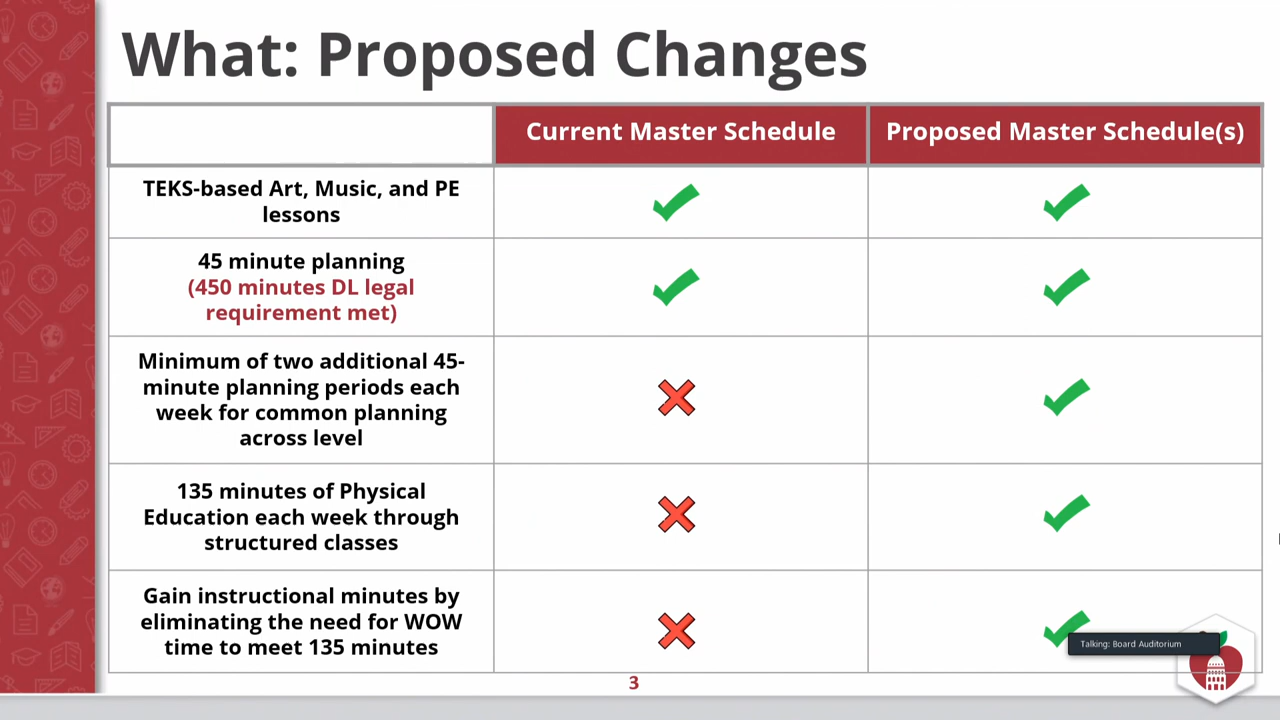 What: Proposed Changes
Current Master Schedule
Proposed Master Schedule(s)
TEKS-based Art, Music, and PE
lessons
45 minute planning
(450 minutes DL legal
requirement met)
Minimum of two additional 45-
minute planning periods each
week for common planning
across level
135 minutes of Physical
Education each week through
structured classes
Gain instructional minutes by
eliminating the need for WOW
time to meet 135 minutes
Talking: Board Auditorium
3